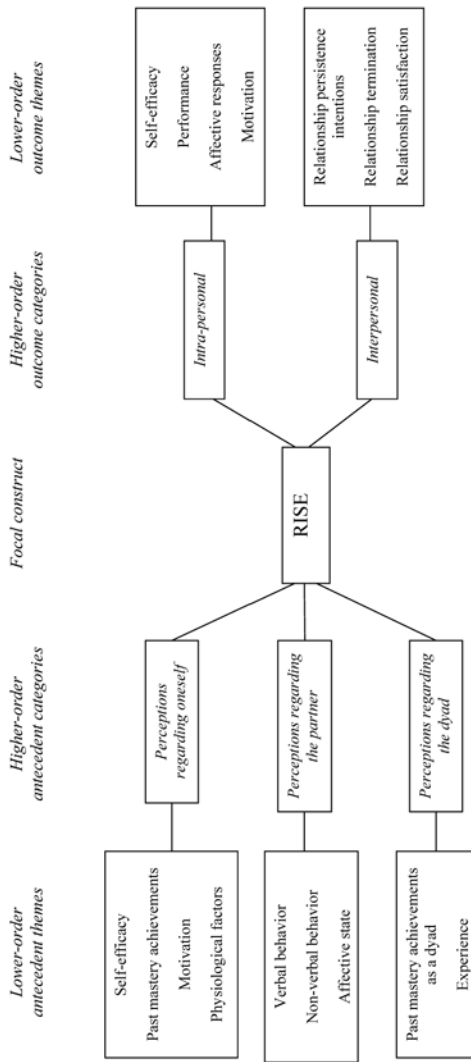 Lower-order
antecedent themes
Higher-order
antecedent categories
Focal construct
Higher-order
outcome categories
Lower-order
outcome themes
Self-efficacy
Past mastery achievements
Motivation
Physiological factors
Verbal behavior
Non-verbal behavior
Affective state
Past mastery achievements
as a dyad
Experience
Perceptions
regarding oneself
Perceptions regarding
the partner
Perceptions regarding
the dyad
RISE
Intra-personal
Interpersonal
Self-efficacy
Performance
Affective responses
Motivation
Relationship persistence
intentions
Relationship termination
Relationship satisfaction